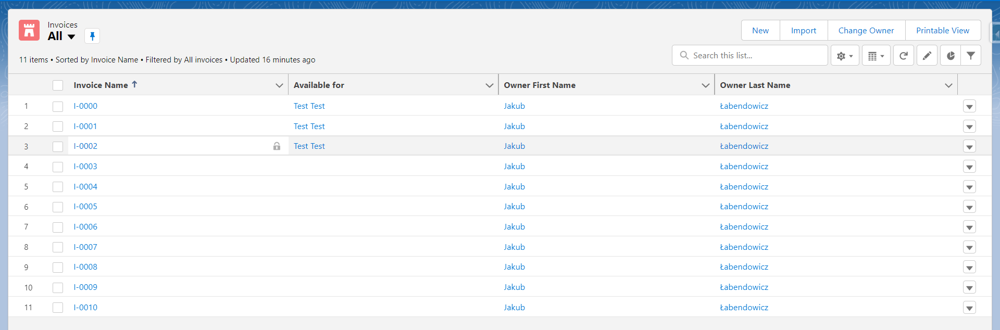 Invoices
All
New Import Change Owner Printable View
Search this list...
11 items • Sorted by Invoice Name • Filtered by All invoices • Updated 16 minutes ago
Invoice Name Available for Owner First Name Owner Last Name
1 I-0000 Test Test Jakub Łabendowicz
2 I-0001 Test Test Jakub Łabendowicz
3 I-0002 Test Test Jakub Łabendowicz
4 I-0003 Jakub Łabendowicz
5 I-0004 Jakub Łabendowicz
6 I-0005 Jakub Łabendowicz
7 I-0006 Jakub Łabendowicz
8 I-0007 Jakub Łabendowicz
9 I-0008 Jakub Łabendowicz
10 I-0009 Jakub Łabendowicz
11 I-0010 Jakub Łabendowicz